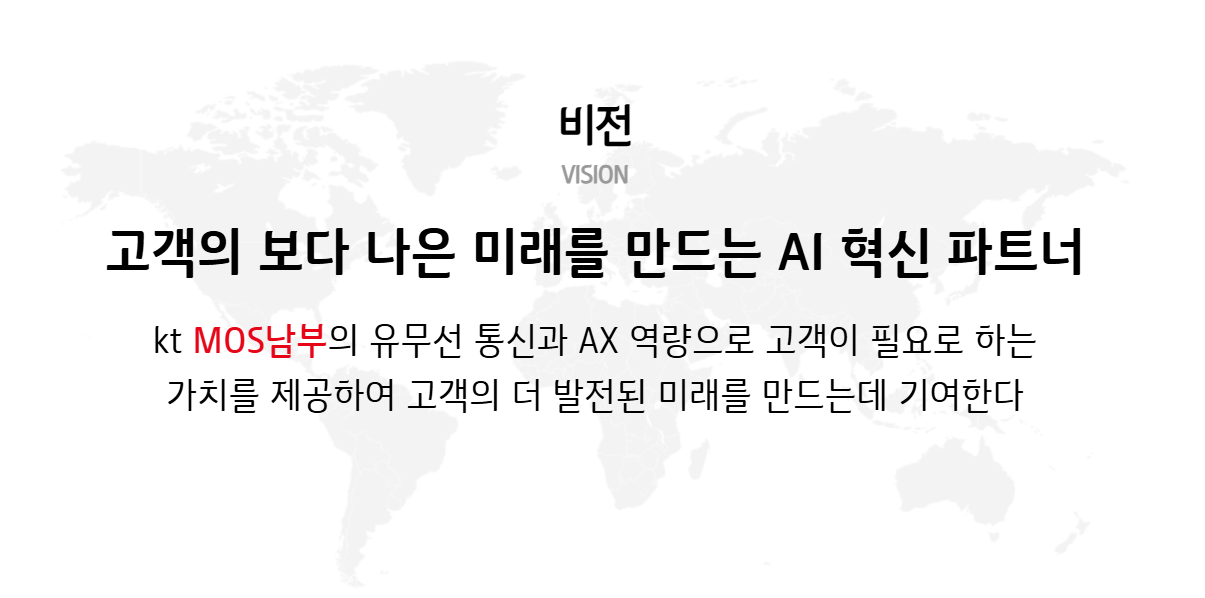 비전
VISION
고객의 보다 나은 미래를 만드는 AI 혁신 파트너
kt MOS남부의 유무선 통신과 AX 역량으로 고객이 필요로 하는
가치를 제공하여 고객의 더 발전된 미래를 만드는데 기여한다